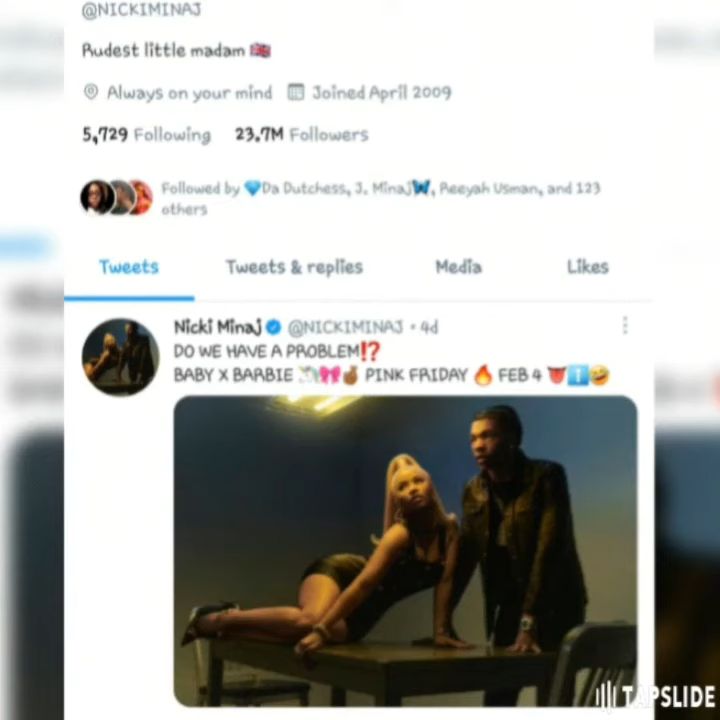 @NICKIMINAJ
Rudest little madam 🇬🇧
Always on your mind Joined April 2009
5,729 Following 23.7M Followers
Followed by 💎Da Dutchess, J. Minaj🦋, Reeyah Usman, and 123
others
Tweets Tweets & replies Media Likes
Nicki Minaj @NICKIMINAJ • 4d
DO WE HAVE A PROBLEM⁉️
BABY X BARBIE 🦄🎀👌🏾 PINK FRIDAY 🔥 FEB 4 👅ℹ️🤣
TAPSLIDE